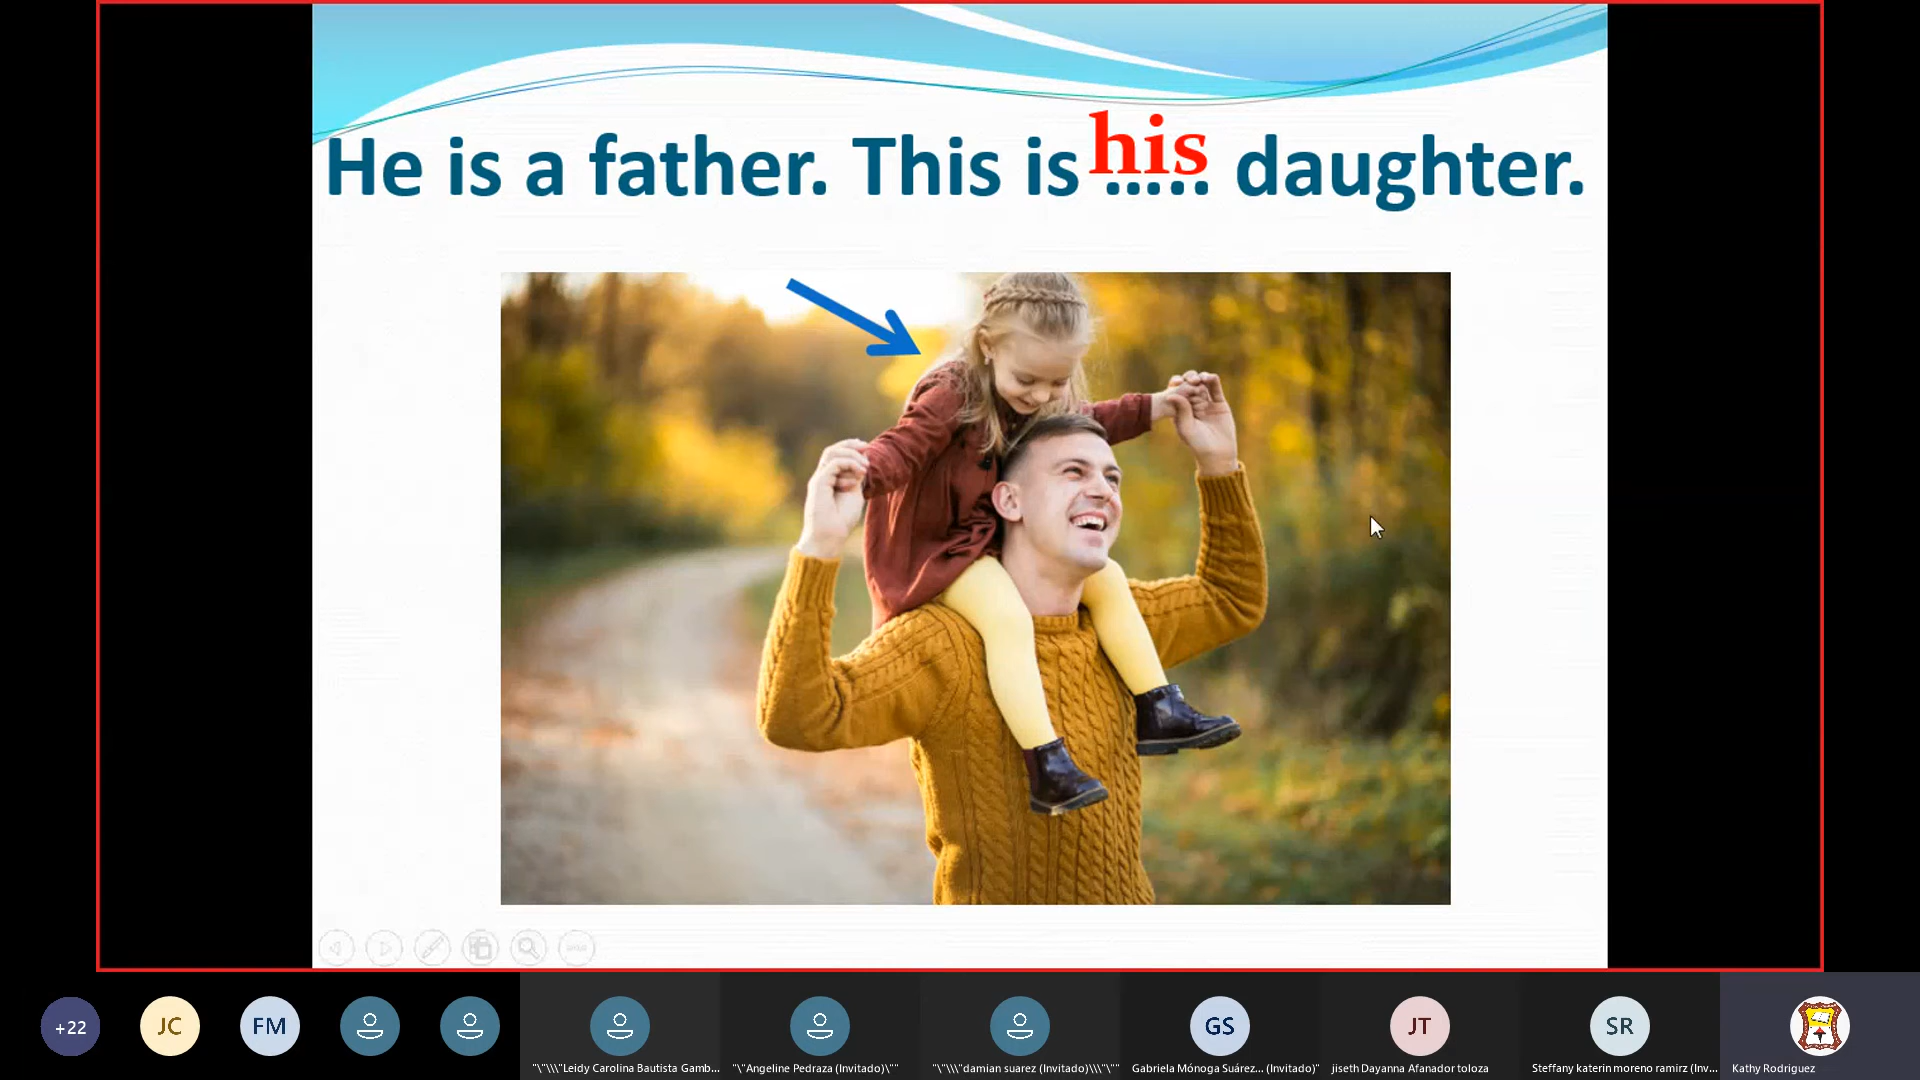 He is a father. This is his ..... daughter.
+22
JC
FM
GS
JT
SR
"\"\\\"Leidy Carolina Bautista Gamb...
"\"Angeline Pedraza (Invitado)\""
"\"\\\"damian suarez (Invitado)\\\"\""
Gabriela Mónoga Suárez... (Invitado)"
jiseth Dayanna Afanador toloza
Steffany katerin moreno ramirz (Inv...
Kathy Rodriguez